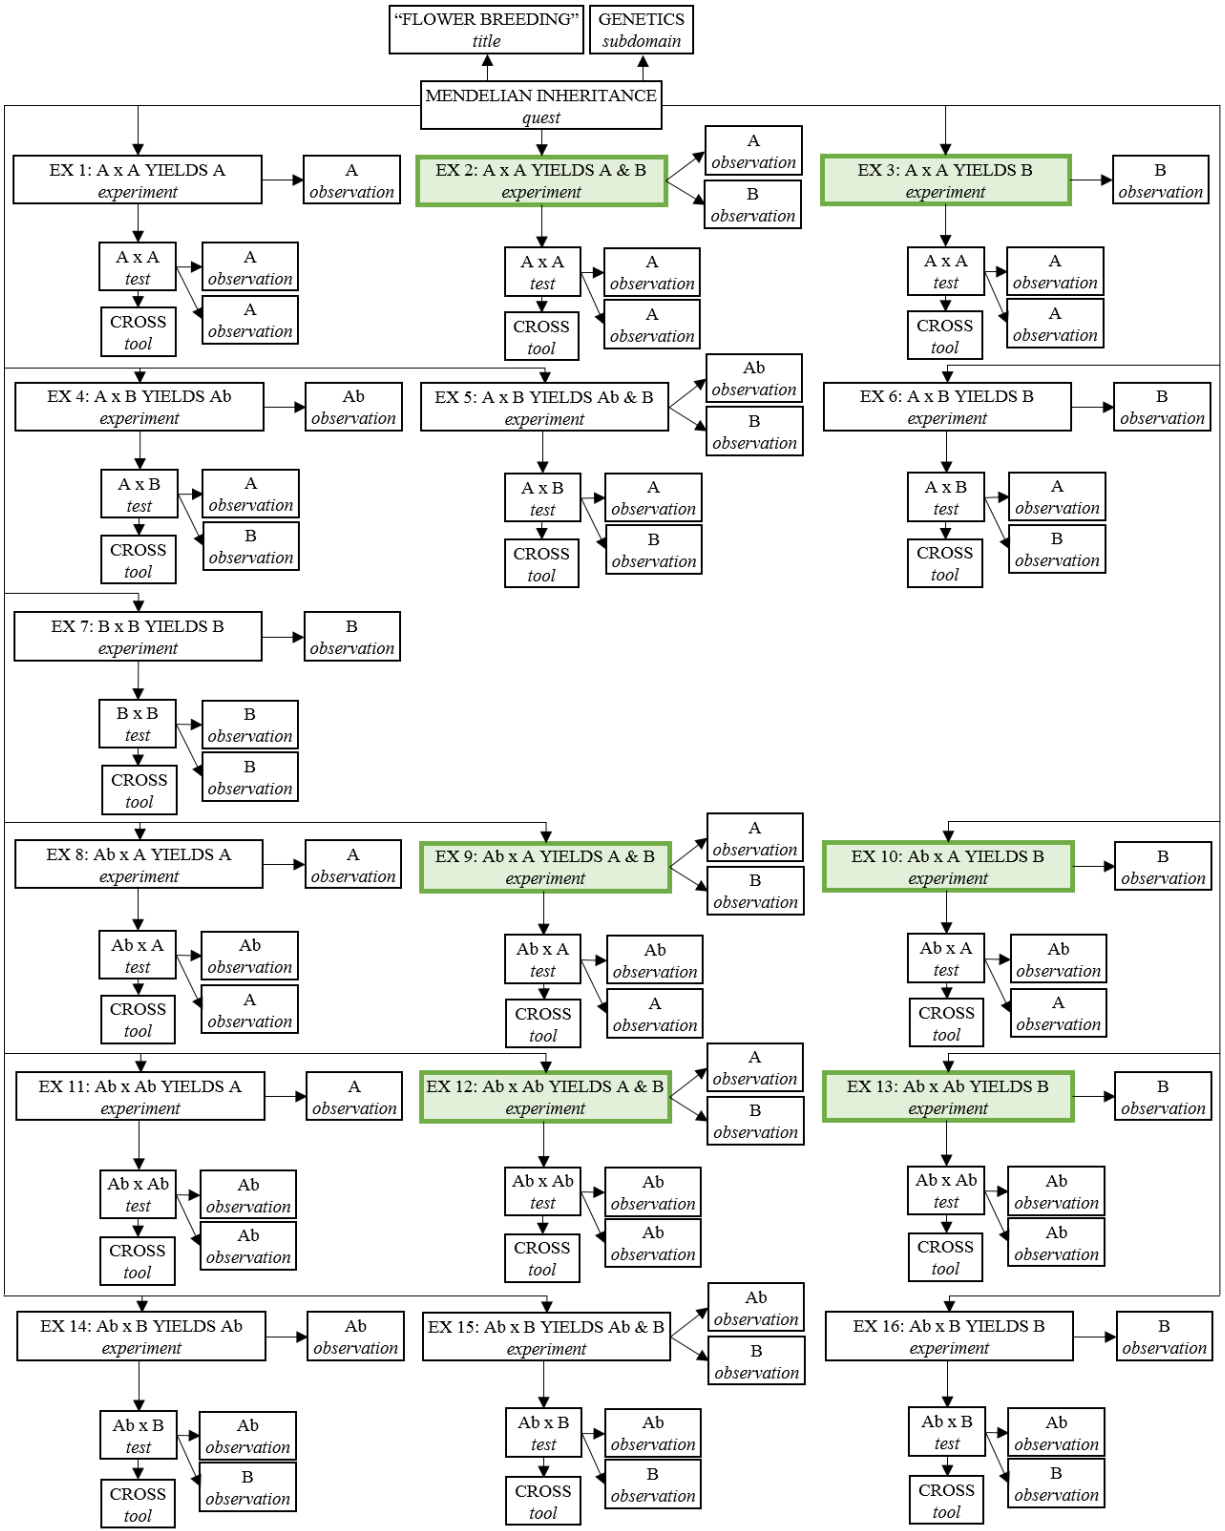 “FLOWER BREEDING”
title
GENETICS
subdomain
MENDELIAN INHERITANCE
quest
EX 1: A x A YIELDS A
experiment
A
observation
A x A
test
A
observation
A
observation
CROSS
tool
EX 2: A x A YIELDS A & B
experiment
A
observation
B
observation
A x A
test
A
observation
A
observation
CROSS
tool
EX 3: A x A YIELDS B
experiment
B
observation
A x A
test
A
observation
A
observation
CROSS
tool
EX 4: A x B YIELDS Ab
experiment
Ab
observation
A x B
test
A
observation
B
observation
CROSS
tool
EX 5: A x B YIELDS Ab & B
experiment
Ab
observation
B
observation
A x B
test
A
observation
B
observation
CROSS
tool
EX 6: A x B YIELDS B
experiment
B
observation
A x B
test
A
observation
B
observation
CROSS
tool
EX 7: B x B YIELDS B
experiment
B
observation
B x B
test
B
observation
B
observation
CROSS
tool
EX 8: Ab x A YIELDS A
experiment
A
observation
Ab x A
test
Ab
observation
A
observation
CROSS
tool
EX 9: Ab x A YIELDS A & B
experiment
A
observation
B
observation
Ab x A
test
Ab
observation
A
observation
CROSS
tool
EX 10: Ab x A YIELDS B
experiment
B
observation
Ab x A
test
Ab
observation
A
observation
CROSS
tool
EX 11: Ab x Ab YIELDS A
experiment
A
observation
Ab x Ab
test
Ab
observation
Ab
observation
CROSS
tool
EX 12: Ab x Ab YIELDS A & B
experiment
A
observation
B
observation
Ab x Ab
test
Ab
observation
Ab
observation
CROSS
tool
EX 13: Ab x Ab YIELDS B
experiment
B
observation
Ab x Ab
test
Ab
observation
Ab
observation
CROSS
tool
EX 14: Ab x B YIELDS Ab
experiment
Ab
observation
Ab x B
test
Ab
observation
B
observation
CROSS
tool
EX 15: Ab x B YIELDS Ab & B
experiment
Ab
observation
B
observation
Ab x B
test
Ab
observation
B
observation
CROSS
tool
EX 16: Ab x B YIELDS B
experiment
B
observation
Ab x B
test
Ab
observation
B
observation
CROSS
tool